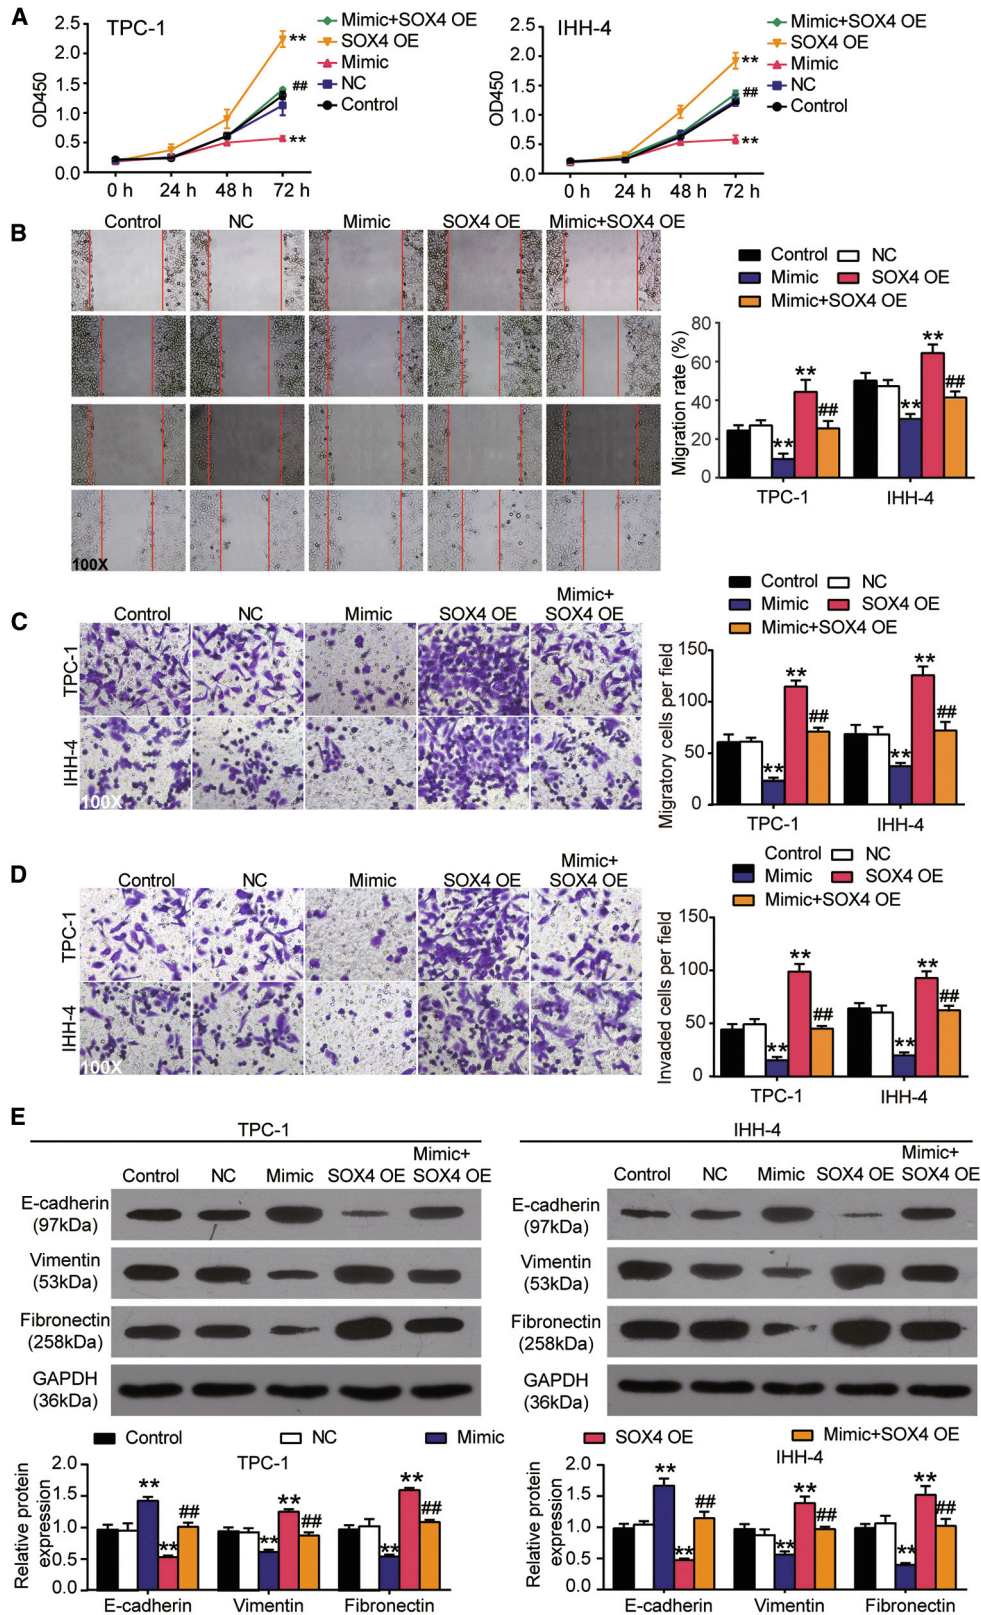 A
TPC-1
OD450
2.5
2.0
1.5
1.0
0.5
0.0
0 h 24 h 48 h 72 h
** ## **
Mimic+SOX4 OE
SOX4 OE
Mimic
NC
Control
IHH-4
OD450
2.5
2.0
1.5
1.0
0.5
0.0
0 h 24 h 48 h 72 h
** ## **
Mimic+SOX4 OE
SOX4 OE
Mimic
NC
Control
B
Control NC Mimic SOX4 OE Mimic+SOX4 OE
100X
Control NC
Mimic SOX4 OE
Mimic+SOX4 OE
Migration rate (%)
80
60
40
20
0
** ** ## ** ** ##
TPC-1 IHH-4
C
Control NC Mimic SOX4 OE Mimic+
SOX4 OE
TPC-1
IHH-4
100X
Control NC
Mimic SOX4 OE
Mimic+SOX4 OE
Migratory cells per field
150
100
50
0
** ** ## ** ** ##
TPC-1 IHH-4
D
Control NC Mimic SOX4 OE Mimic+
SOX4 OE
TPC-1
IHH-4
100X
Control NC
Mimic SOX4 OE
Mimic+SOX4 OE
Invaded cells per field
150
100
50
0
** ** ## ** ** ##
TPC-1 IHH-4
E
TPC-1
Control NC Mimic SOX4 OE Mimic+
SOX4 OE
E-cadherin
(97kDa)
Vimentin
(53kDa)
Fibronectin
(258kDa)
GAPDH
(36kDa)
IHH-4
Control NC Mimic SOX4 OE Mimic+
SOX4 OE
E-cadherin
(97kDa)
Vimentin
(53kDa)
Fibronectin
(258kDa)
GAPDH
(36kDa)
Control NC Mimic SOX4 OE Mimic+SOX4 OE
TPC-1
Relative protein
expression
2.0
1.5
1.0
0.5
0.0
** ** ## ** ** ## ** ** ##
E-cadherin Vimentin Fibronectin
IHH-4
Relative protein
expression
2.0
1.5
1.0
0.5
0.0
** ** ## ** ** ## ** ** ##
E-cadherin Vimentin Fibronectin